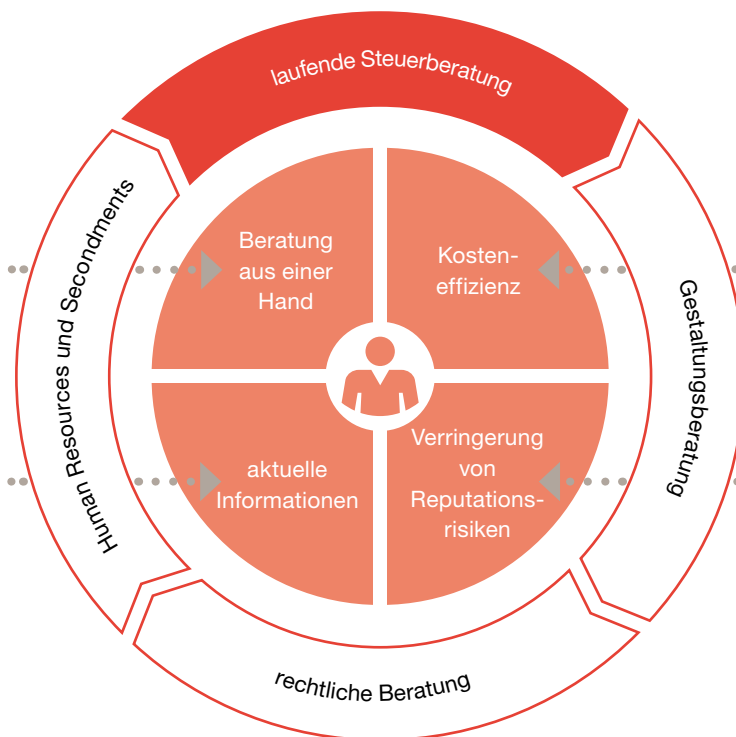 laufende Steuerberatung
Human Resources und Secondments
Beratung
aus einer
Hand
Kosten-
effizienz
Gestaltungsberatung
aktuelle
Informationen
Verringerung
von
Reputations-
risiken
rechtliche Beratung